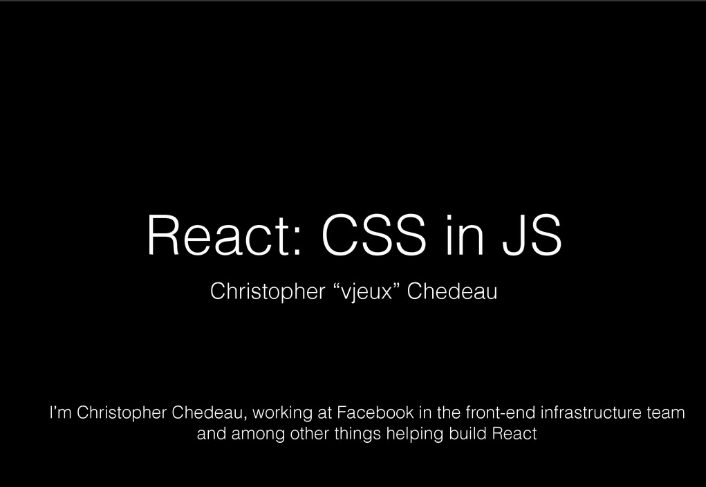 React: CSS in JS
Christopher “vjeux” Chedeau
I'm Christopher Chedeau, working at Facebook in the front-end infrastructure team
and among other things helping build React